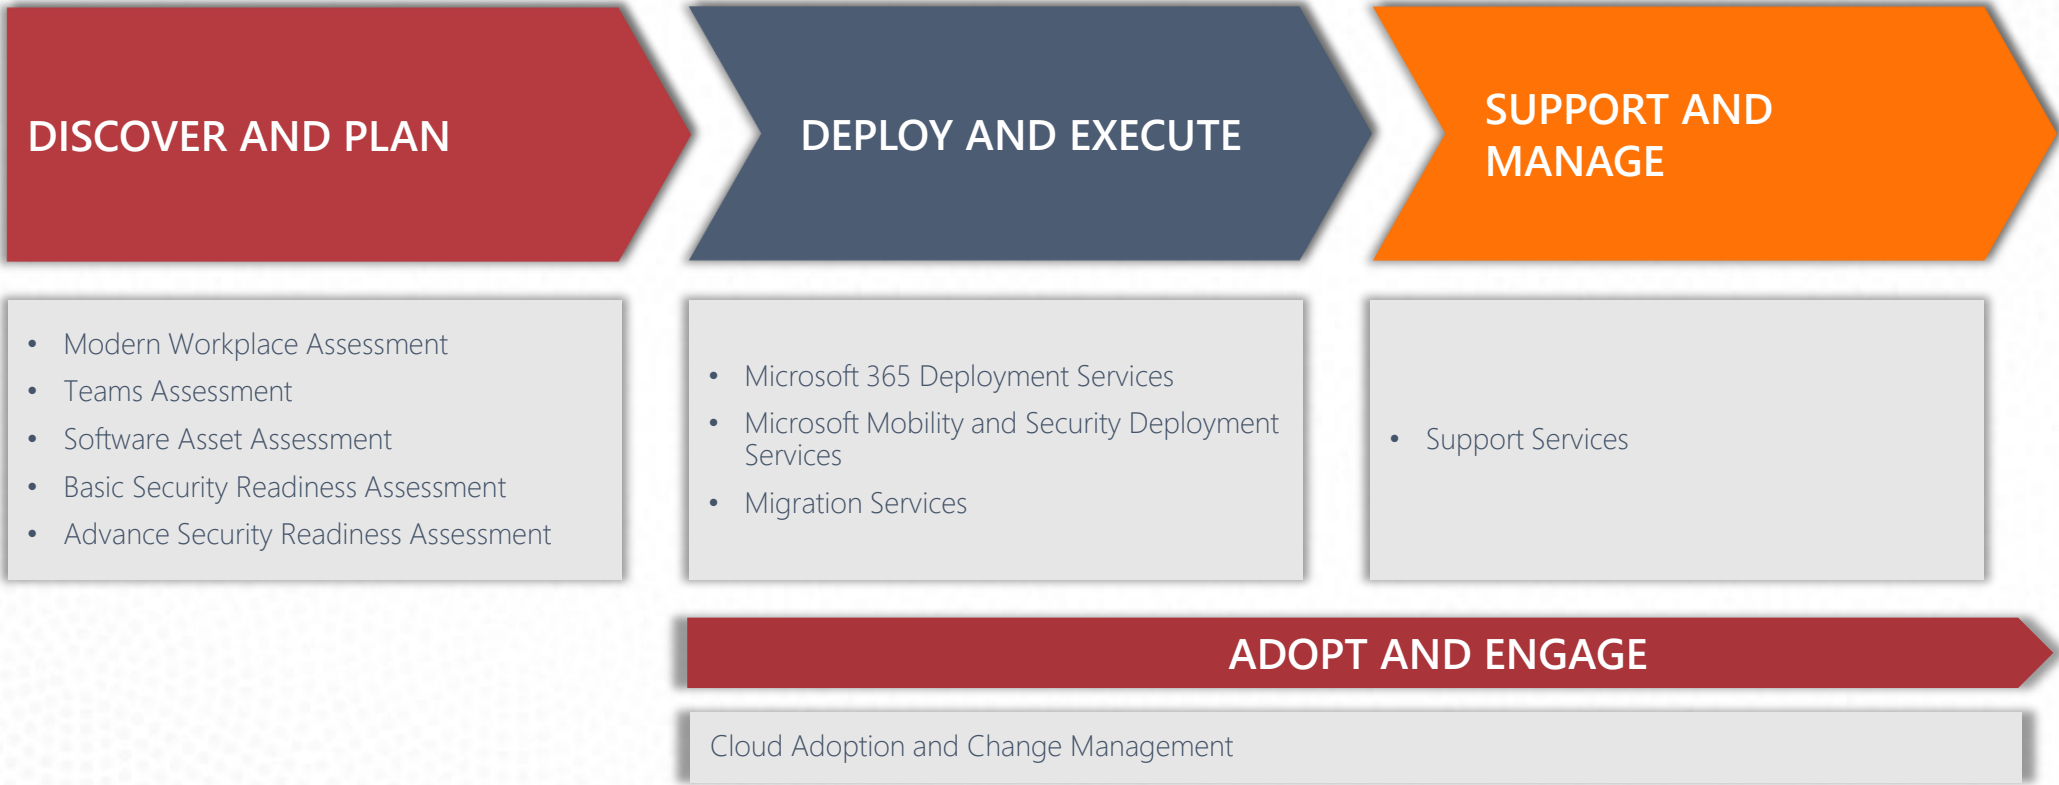 DISCOVER AND PLAN
DEPLOY AND EXECUTE
SUPPORT AND
MANAGE
• Modern Workplace Assessment
• Teams Assessment
• Software Asset Assessment
• Basic Security Readiness Assessment
• Advance Security Readiness Assessment
• Microsoft 365 Deployment Services
• Microsoft Mobility and Security Deployment
Services
• Migration Services
• Support Services
ADOPT AND ENGAGE
Cloud Adoption and Change Management